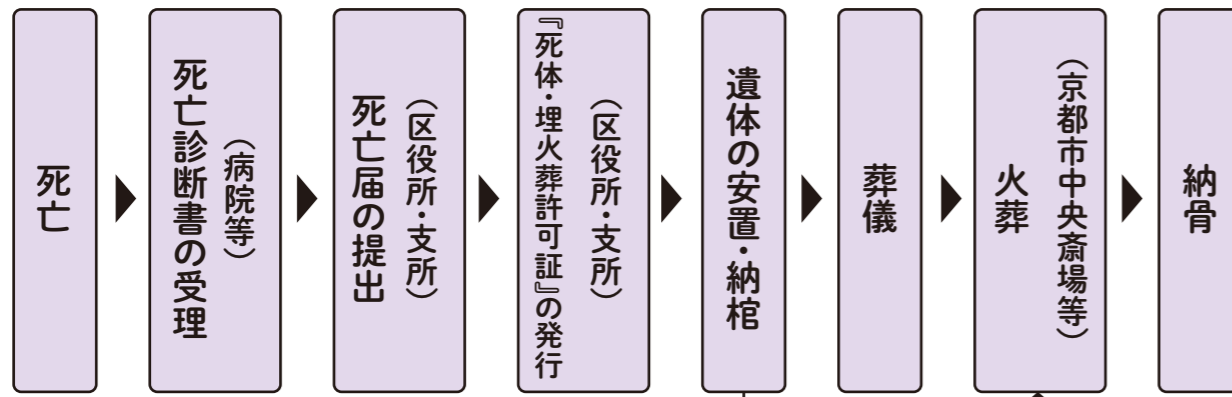 死亡
死亡診断書の受理
（病院等）
死亡届の提出
（区役所・支所）
『死体・埋火葬許可証』の発行
（区役所・支所）
遺体の安置・納棺
葬儀
火葬
（京都市中央斎場等）
納骨